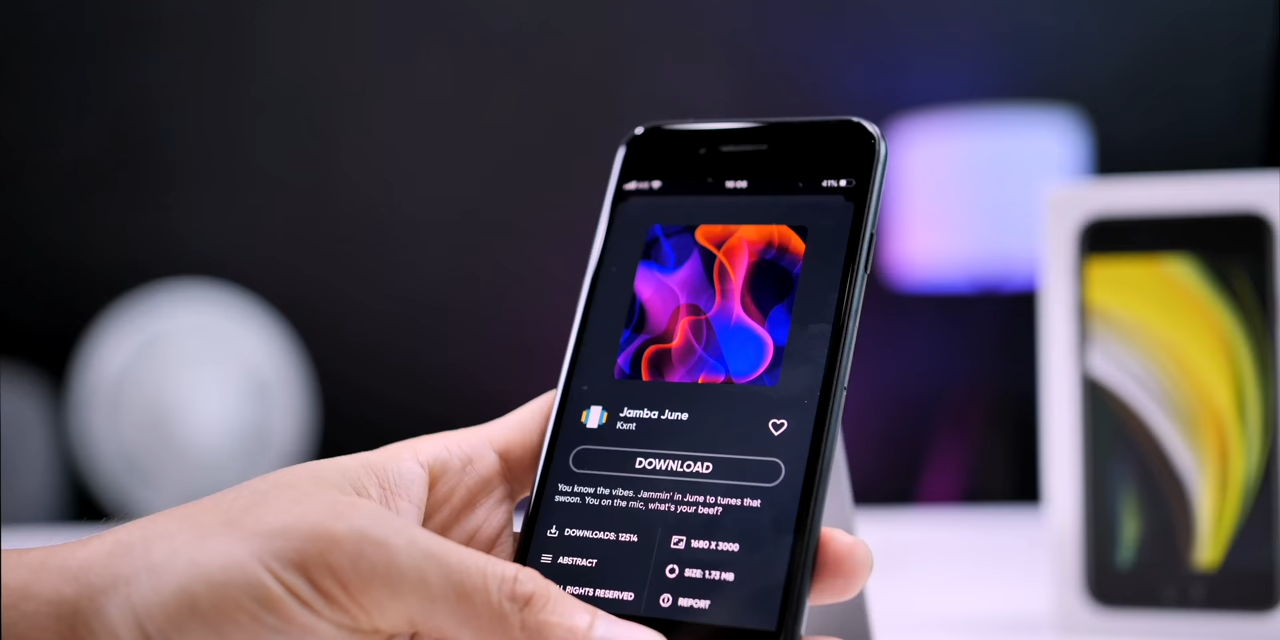 41%
Jamba June
Kxnt
DOWNLOAD
You know the vibes. Jammin' in June to tunes that
swoon. You on the mic, what's your beef?
DOWNLOADS: 12514
1680 X 3000
ABSTRACT
SIZE: 1.73 MB
RIGHTS RESERVED
REPORT